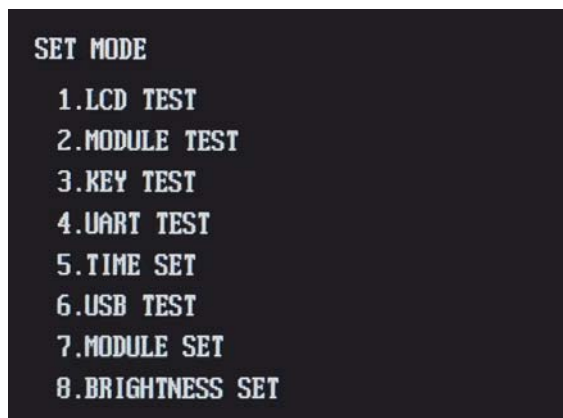 SET MODE
1.LCD TEST
2.MODULE TEST
3.KEY TEST
4.UART TEST
5.TIME SET
6.USB TEST
7.MODULE SET
8.BRIGHTNESS SET